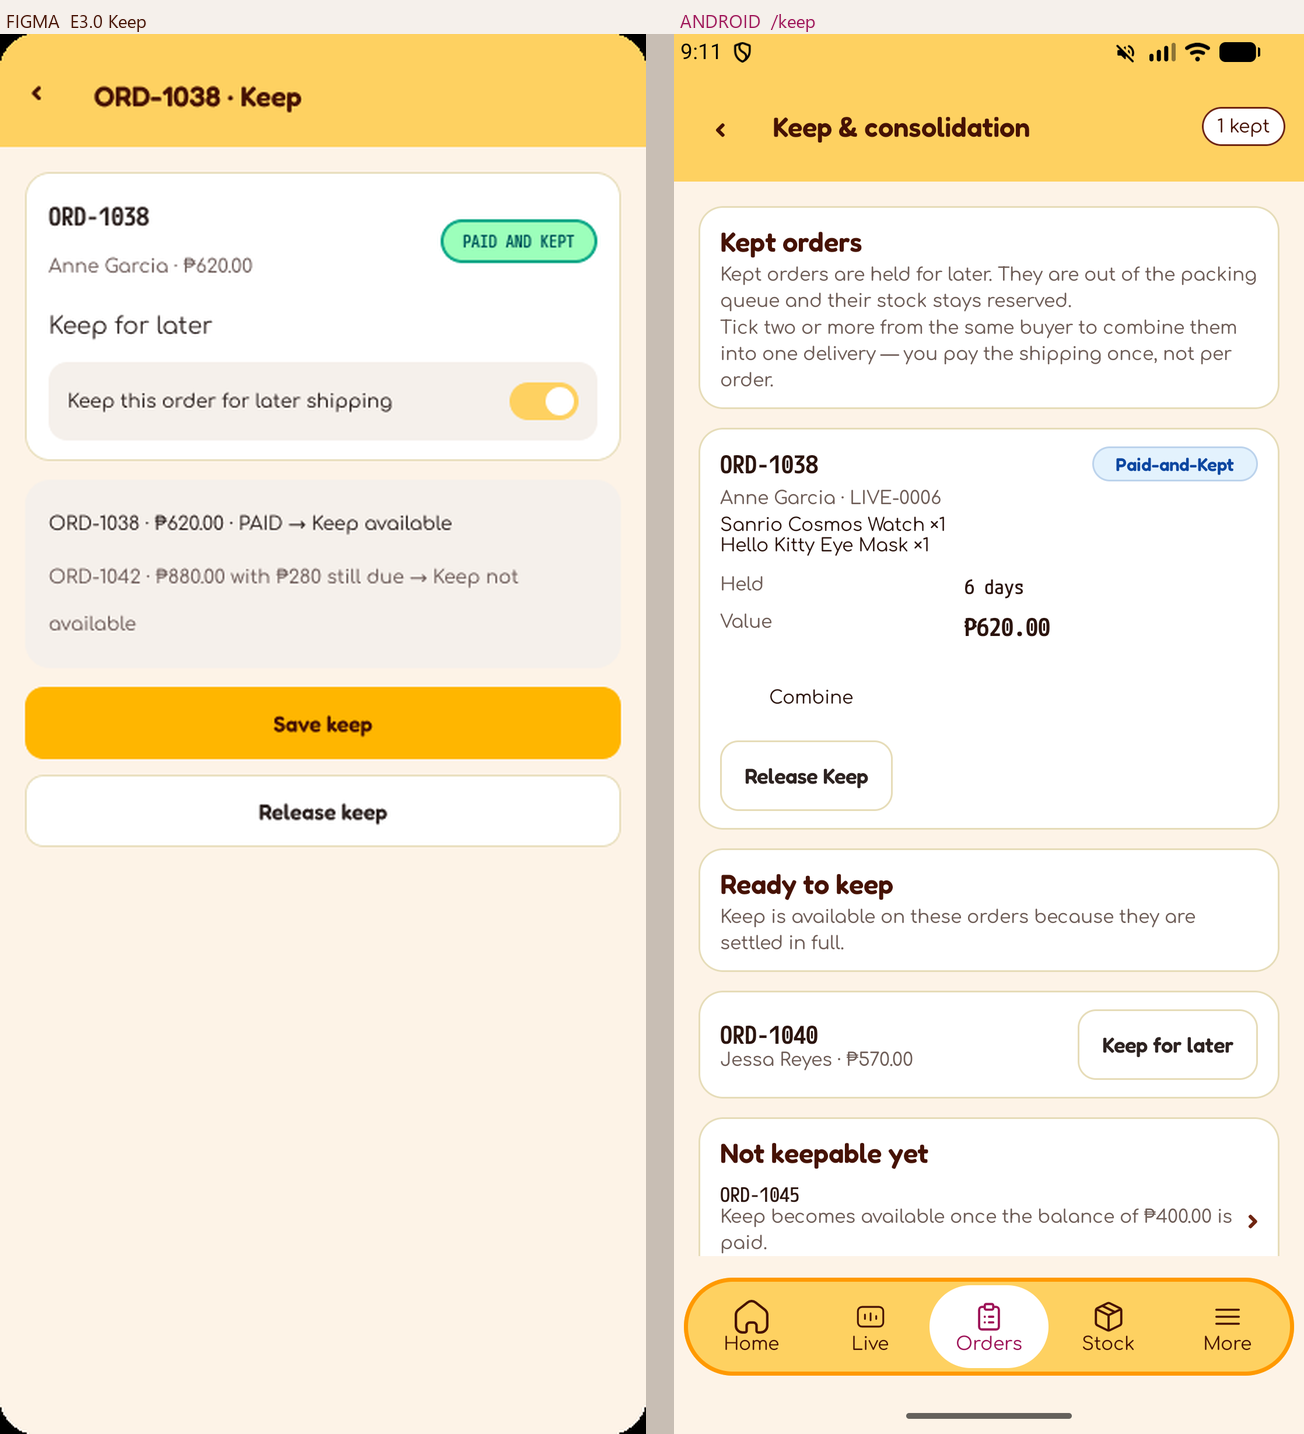 FIGMA E3.0 Keep
ORD-1038 · Keep
ORD-1038
PAID AND KEPT
Anne Garcia · ₱620.00
Keep for later
Keep this order for later shipping
ORD-1038 · ₱620.00 · PAID → Keep available
ORD-1042 · ₱880.00 with ₱280 still due → Keep not
available
Save keep
Release keep
ANDROID /keep
9:11
Keep & consolidation
1 kept
Kept orders
Kept orders are held for later. They are out of the packing
queue and their stock stays reserved.
Tick two or more from the same buyer to combine them
into one delivery — you pay the shipping once, not per
order.
ORD-1038
Paid-and-Kept
Anne Garcia · LIVE-0006
Sanrio Cosmos Watch ×1
Hello Kitty Eye Mask ×1
Held
6 days
Value
₱620.00
Combine
Release Keep
Ready to keep
Keep is available on these orders because they are
settled in full.
ORD-1040
Jessa Reyes · ₱570.00
Keep for later
Not keepable yet
ORD-1045
Keep becomes available once the balance of ₱400.00 is
paid.
Home
Live
Orders
Stock
More